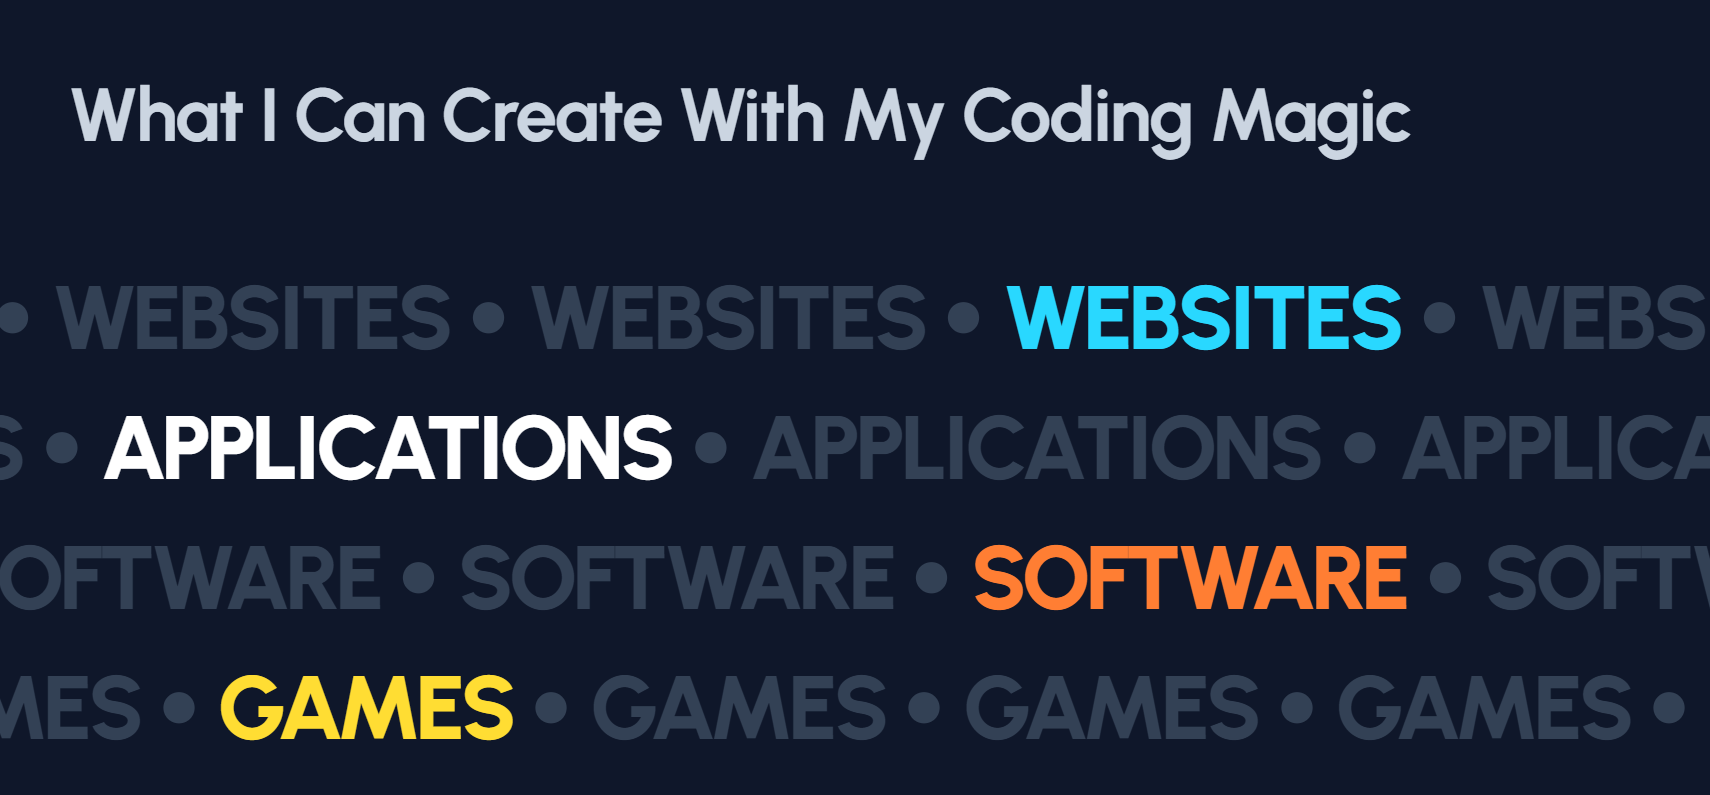 What I Can Create With My Coding Magic
• WEBSITES • WEBSITES • WEBSITES • WEBS
S • APPLICATIONS • APPLICATIONS • APPLICA
OFTWARE • SOFTWARE • SOFTWARE • SOFTW
MES • GAMES • GAMES • GAMES • GAMES •